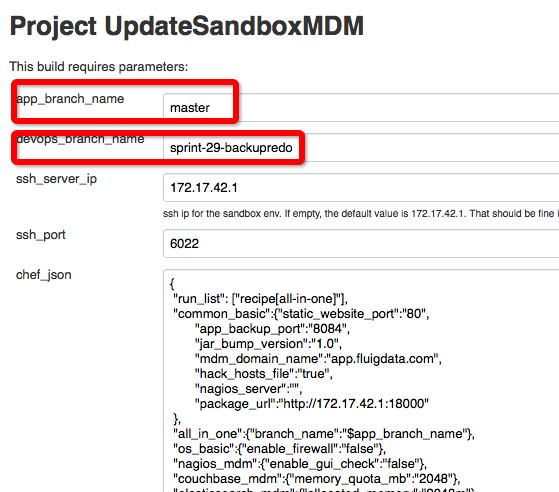 Project UpdateSandboxMDM
This build requires parameters:
app_branch_name
master
devops_branch_name
sprint-29-backupredo
ssh_server_ip
172.17.42.1
ssh ip for the sandbox env. If empty, the default value is 172.17.42.1. That should be fine i
ssh_port
6022
chef_json
{
"run_list": ["recipe[all-in-one]"],
"common_basic":{"static_website_port":"80",
"app_backup_port":"8084",
"jar_bump_version":"1.0",
"mdm_domain_name":"app.fluigdata.com",
"hack_hosts_file":"true",
"nagios_server":"",
"package_url":"http://172.17.42.1:18000"
},
"all_in_one":{"branch_name":"$app_branch_name"},
"os_basic":{"enable_firewall":"false"},
"nagios_mdm":{"enable_gui_check":"false"},
"couchbase_mdm":{"memory_quota_mb":"2048"},